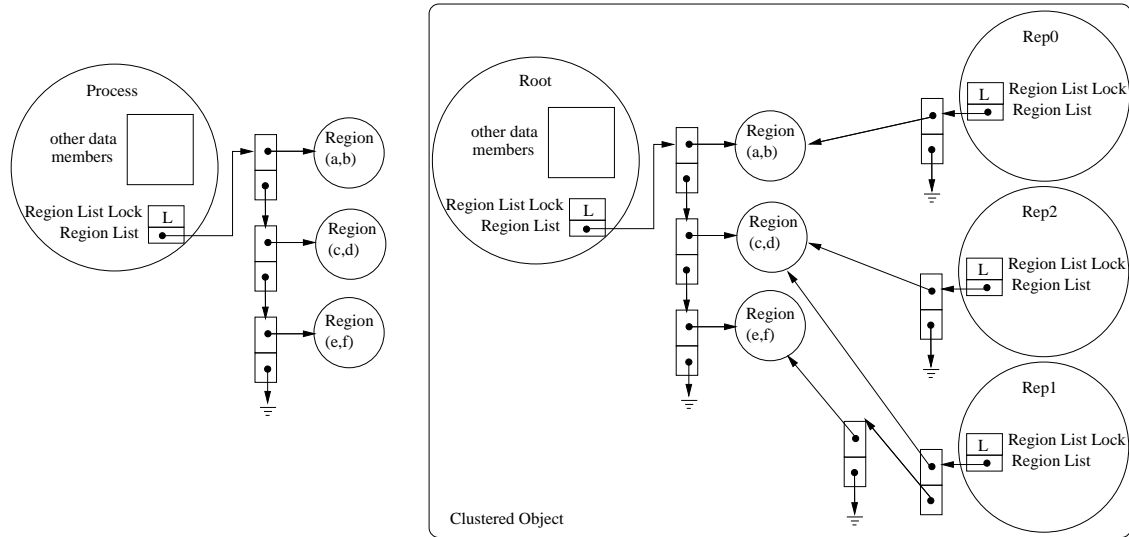 Process
other data
members
Region List Lock
L
Region List
Region
(a,b)
Region
(c,d)
Region
(e,f)
Root
other data
members
Region List Lock
L
Region List
Region
(a,b)
Region
(c,d)
Region
(e,f)
Rep0
L
Region List Lock
Region List
Rep2
L
Region List Lock
Region List
Rep1
L
Region List Lock
Region List
Clustered Object